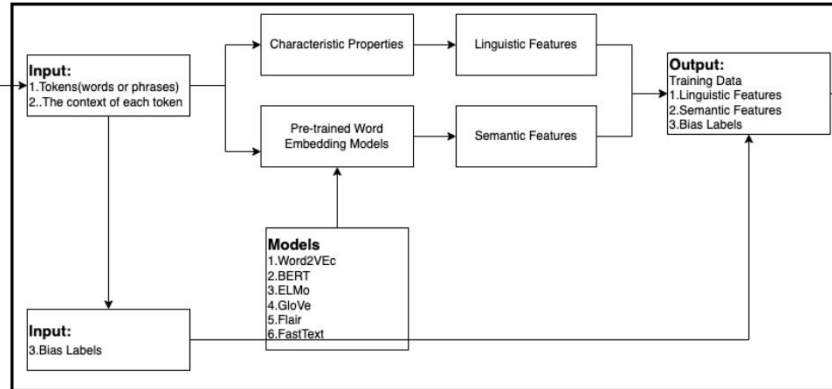 Characteristic Properties
Linguistic Features
Input:
1.Tokens(words or phrases)
2..The context of each token
Output:
Training Data
1.Linguistic Features
2.Semantic Features
3.Bias Labels
Pre-trained Word
Embedding Models
Semantic Features
Models
1.Word2VEc
2.BERT
3.ELMo
4.GloVe
5.Flair
6.FastText
Input:
3.Bias Labels